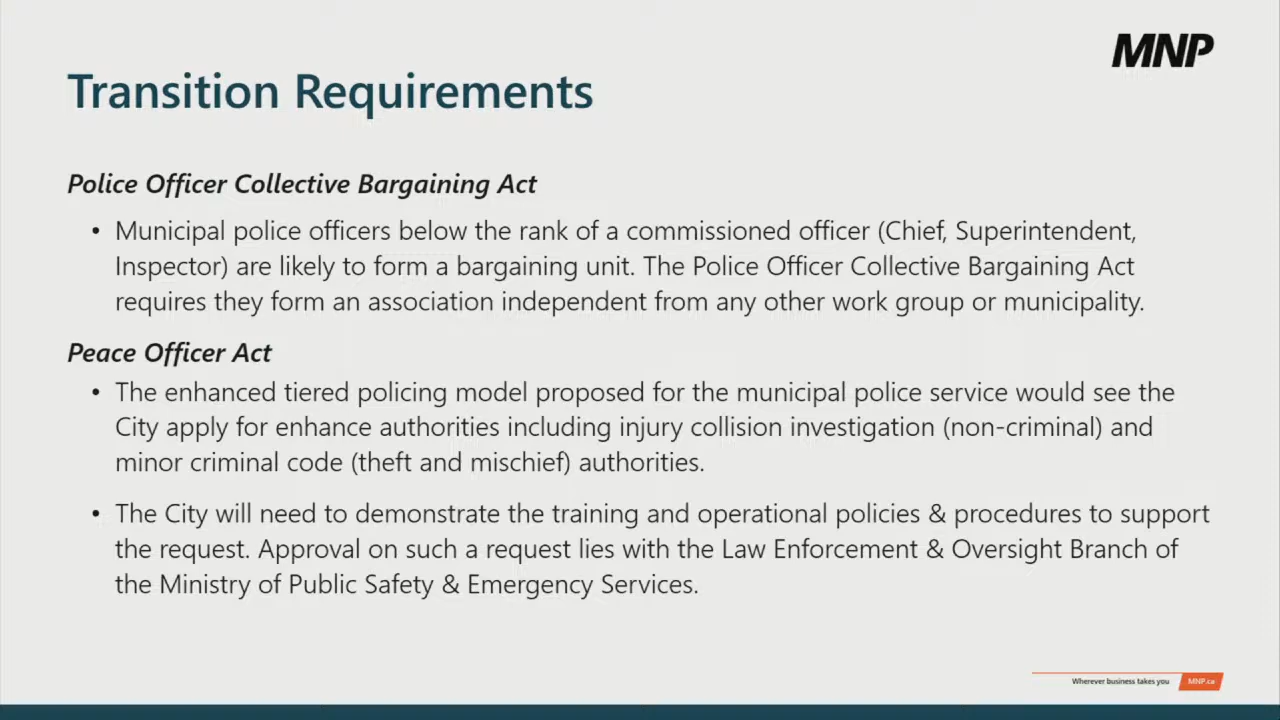 MNP
Transition Requirements
Police Officer Collective Bargaining Act
• Municipal police officers below the rank of a commissioned officer (Chief, Superintendent,
Inspector) are likely to form a bargaining unit. The Police Officer Collective Bargaining Act
requires they form an association independent from any other work group or municipality.
Peace Officer Act
• The enhanced tiered policing model proposed for the municipal police service would see the
City apply for enhance authorities including injury collision investigation (non-criminal) and
minor criminal code (theft and mischief) authorities.
• The City will need to demonstrate the training and operational policies & procedures to support
the request. Approval on such a request lies with the Law Enforcement & Oversight Branch of
the Ministry of Public Safety & Emergency Services.
Wherever business takes you
MNP.ca